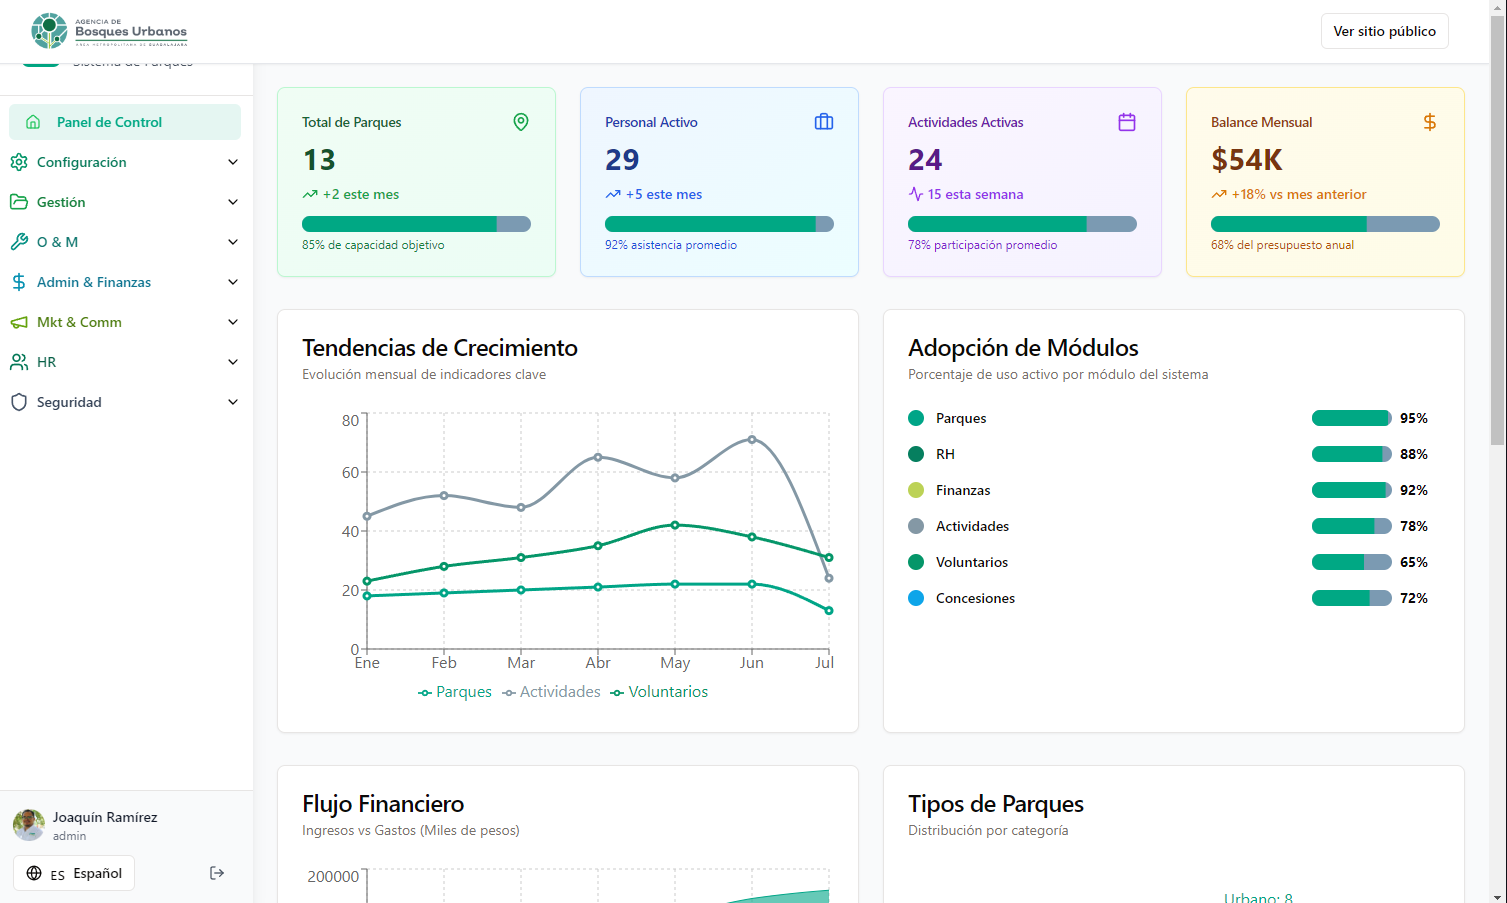 AGENCIA DE
Bosques Urbanos
ÁREA METROPOLITANA DE GUADALAJARA
Ver sitio público
Sistema de Parques
Panel de Control
Configuración
Gestión
O & M
Admin & Finanzas
Mkt & Comm
HR
Seguridad
Joaquín Ramírez
admin
ES Español
Total de Parques
13
+2 este mes
85% de capacidad objetivo
Personal Activo
29
+5 este mes
92% asistencia promedio
Actividades Activas
24
15 esta semana
78% participación promedio
Balance Mensual
$54K
+18% vs mes anterior
68% del presupuesto anual
Tendencias de Crecimiento
Evolución mensual de indicadores clave
80
60
40
20
0
Ene Feb Mar Abr May Jun Jul
Parques Actividades Voluntarios
Adopción de Módulos
Porcentaje de uso activo por módulo del sistema
Parques 95%
RH 88%
Finanzas 92%
Actividades 78%
Voluntarios 65%
Concesiones 72%
Flujo Financiero
Ingresos vs Gastos (Miles de pesos)
200000
Tipos de Parques
Distribución por categoría
Urbano: 8